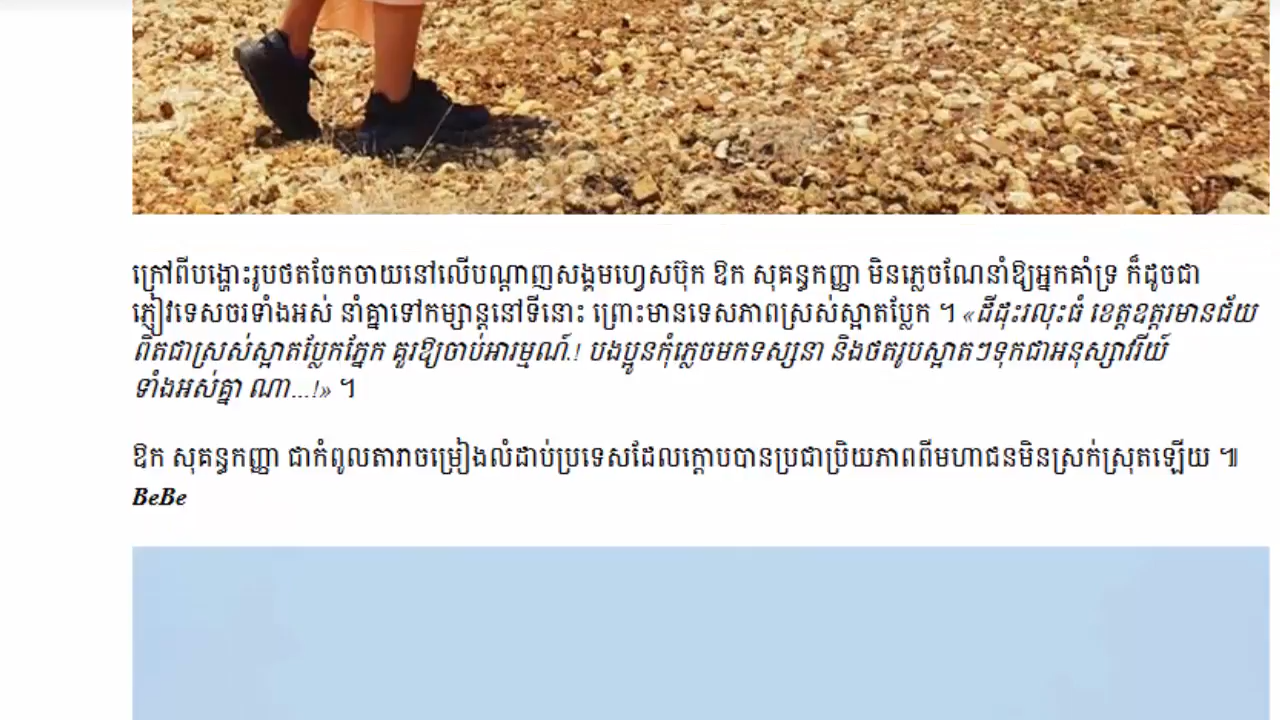 ក្រៅពីបង្ហោះរូបថតចែកចាយនៅលើបណ្ដាញសង្គមហ្វេសប៊ុក ឱក សុគន្ធកញ្ញា មិនភ្លេចណែនាំឱ្យអ្នកគាំទ្រ ក៏ដូចជា
ភ្ញៀវទេសចរទាំងអស់ នាំគ្នាទៅកម្សាន្តនៅទីនោះ ព្រោះមានទេសភាពស្រស់ស្អាតប្លែក ។ «ដីដុះរលុះធំ ខេត្តឧត្តរមានជ័យ
ពិតជាស្រស់ស្អាតប្លែកភ្នែក គួរឱ្យចាប់អារម្មណ៍.! បងប្អូនកុំភ្លេចមកទស្សនា និងថតរូបស្អាតៗទុកជាអនុស្សាវរីយ៍
ទាំងអស់គ្នា ណា...!» ។
ឱក សុគន្ធកញ្ញា ជាកំពូលតារាចម្រៀងលំដាប់ប្រទេសដែលក្ដោបបានប្រជាប្រិយភាពពីមហាជនមិនស្រក់ស្រុតឡើយ ៕
BeBe